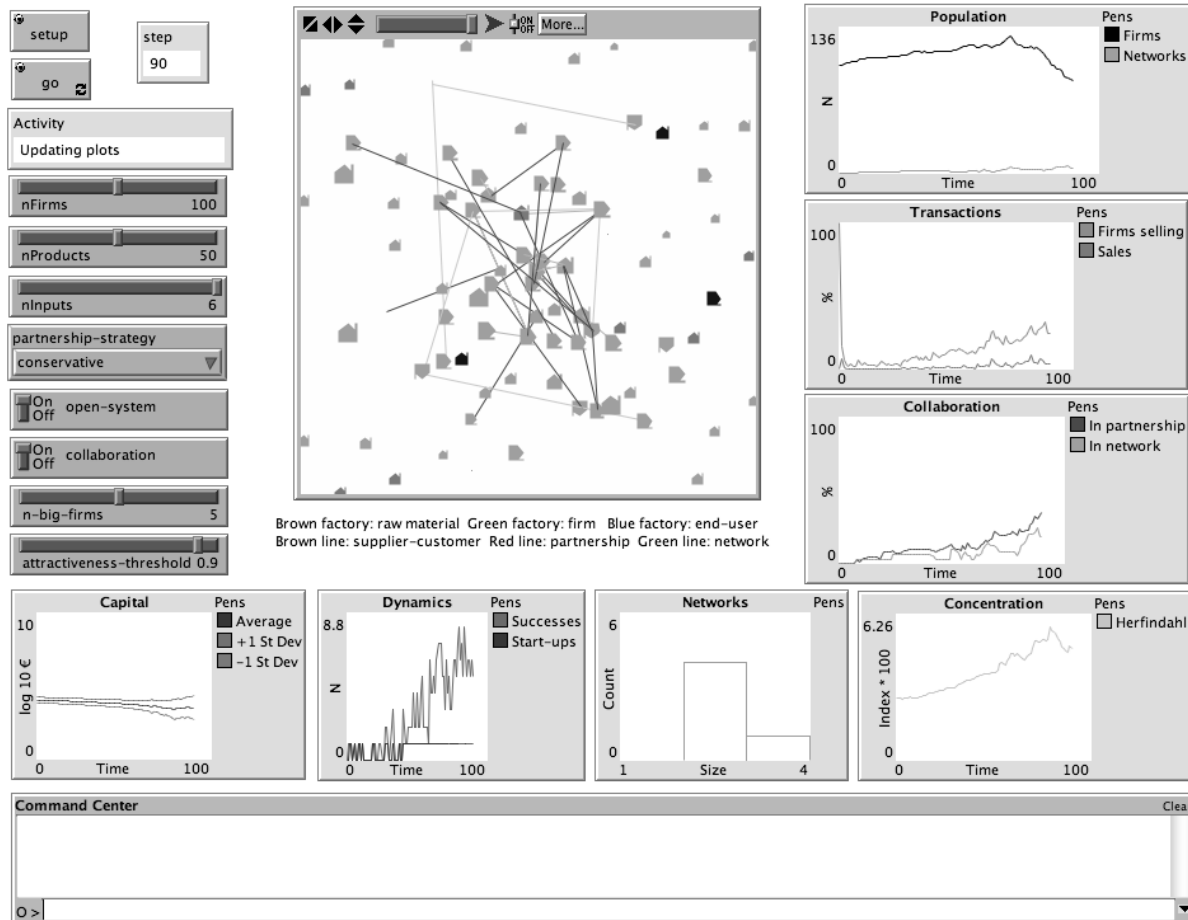 setup
step
90
go
Activity
Updating plots
nFirms 100
nProducts 50
nInputs 6
partnership-strategy
conservative
On
Off
open-system
On
Off
collaboration
n-big-firms 5
attractiveness-threshold 0.9
ON
OFF
More...
Brown factory: raw material Green factory: firm Blue factory: end-user
Brown line: supplier-customer Red line: partnership Green line: network
Population
Pens
136
Firms
Networks
N
0
0 Time 100
Transactions
Pens
100
Firms selling
Sales
%
0
0 Time 100
Collaboration
Pens
100
In partnership
In network
%
0
0 Time 100
Capital
Pens
10
Average
+1 St Dev
-1 St Dev
log 10 €
0
0 Time 100
Dynamics
Pens
8.8
Successes
Start-ups
N
0
0 Time 100
Networks
Pens
6
Count
0
1 Size 4
Concentration
Pens
6.26
Herfindahl
Index * 100
0
0 Time 100
Command Center
Clea
O >